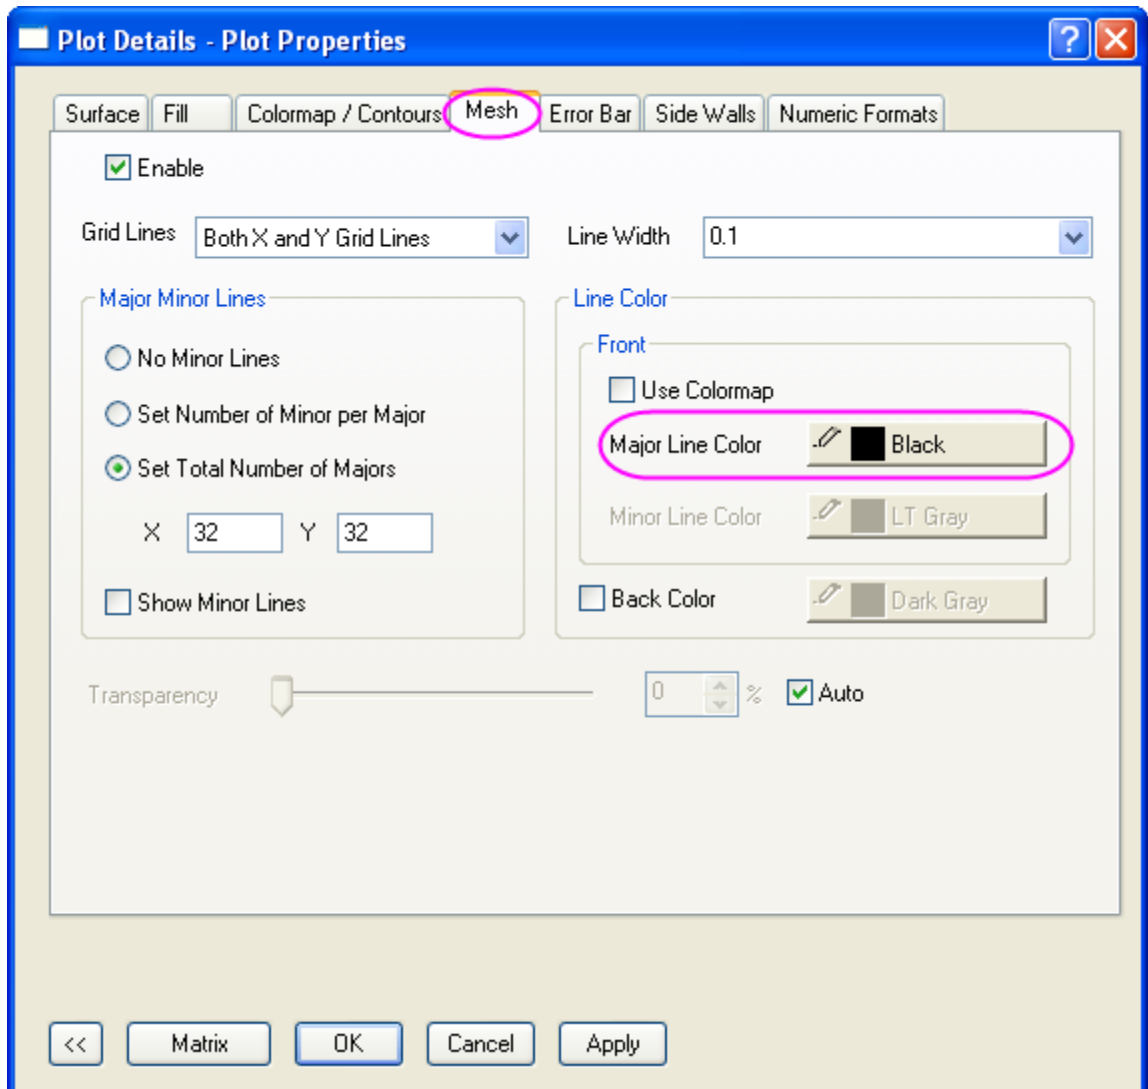 Plot Details - Plot Properties ?
Surface Fill Colormap / Contours Mesh Error Bar Side Walls Numeric Formats
Enable
Grid Lines Both X and Y Grid Lines Line Width 0.1
Major Minor Lines Line Color
Front
No Minor Lines
Use Colormap
Set Number of Minor per Major
Major Line Color Black
Set Total Number of Majors
Minor Line Color LT Gray
X 32 Y 32
Show Minor Lines Back Color Dark Gray
Transparency 0 % Auto
<< Matrix OK Cancel Apply